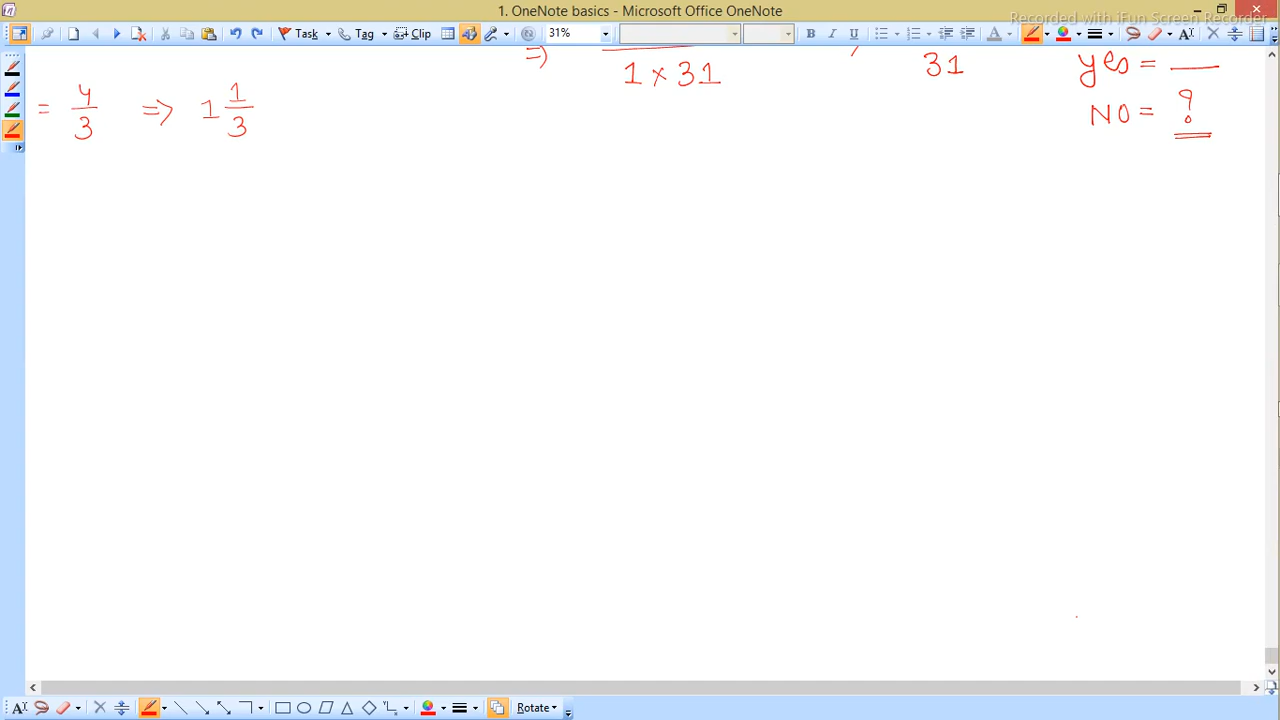 1. OneNote basics - Microsoft Office OneNote
Recorded with iFun Screen Recorder
Task Tag Clip 31% B I U A
⇒ 1 × 31 , 31 yes = __
= 4/3 ⇒ 1 1/3 NO = ?
Rotate